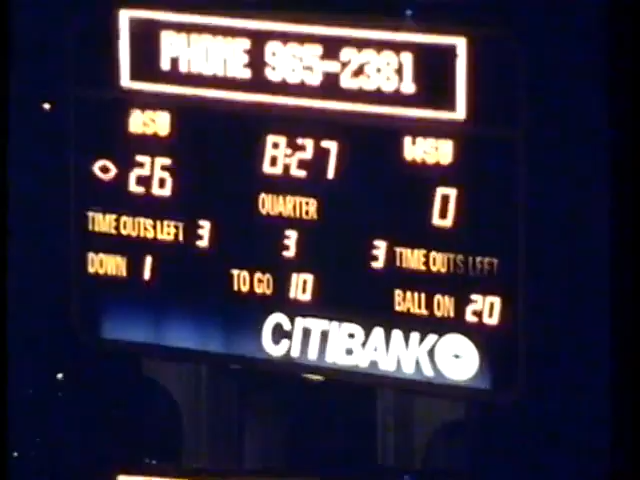 PHONE 965-2381
ASU 8:27 WSU
26 QUARTER 0
TIME OUTS LEFT 3 3 3 TIME OUTS LEFT
DOWN 1 TO GO 10 BALL ON 20
CITIBANK